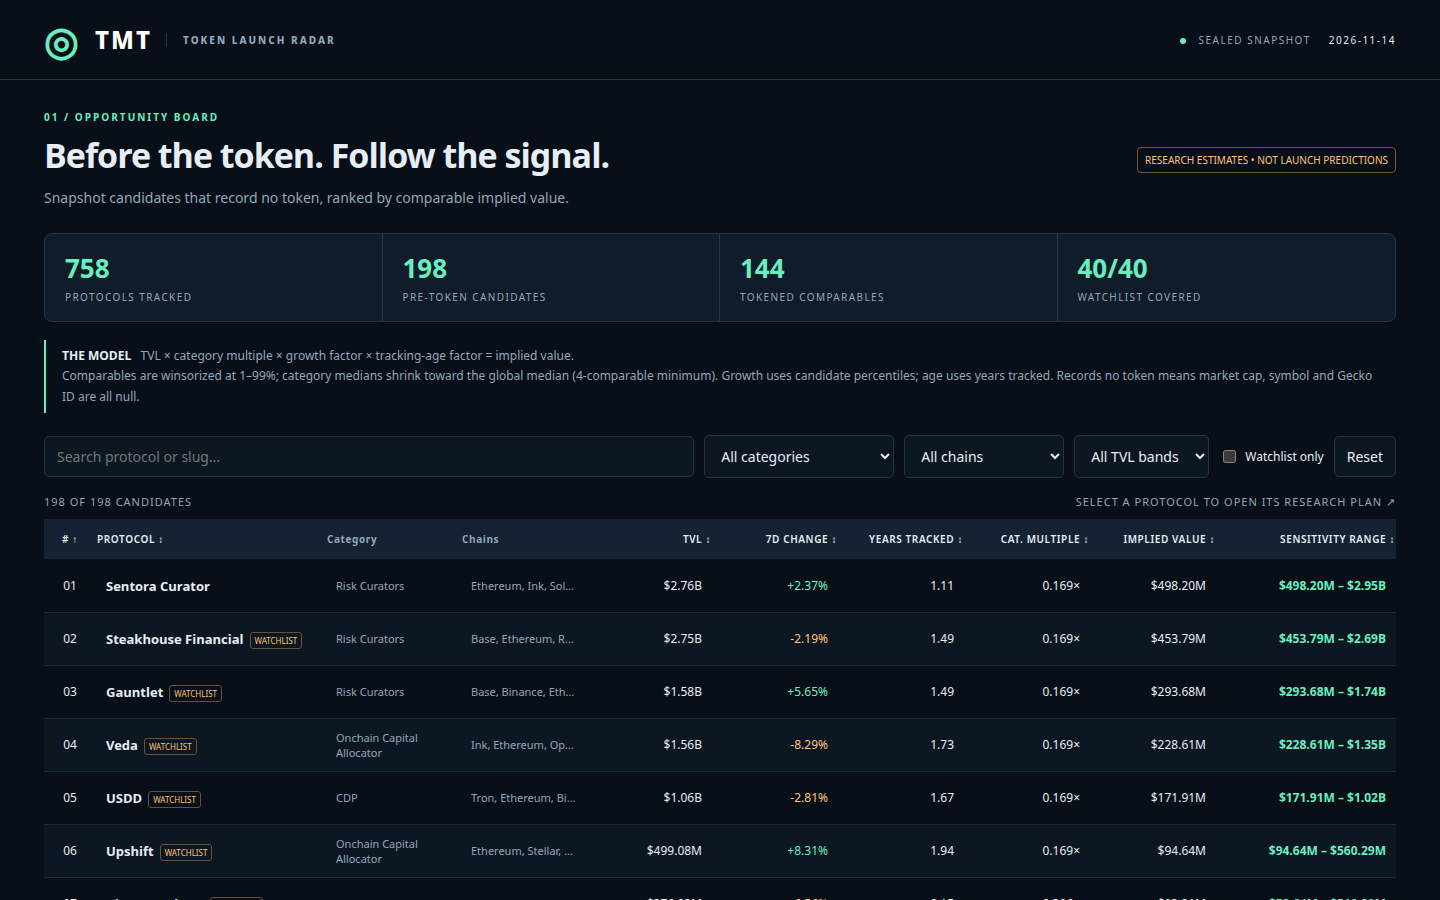 TMT
TOKEN LAUNCH RADAR
SEALED SNAPSHOT 2026-11-14
01 / OPPORTUNITY BOARD
Before the token. Follow the signal.
RESEARCH ESTIMATES • NOT LAUNCH PREDICTIONS
Snapshot candidates that record no token, ranked by comparable implied value.
758
PROTOCOLS TRACKED
198
PRE-TOKEN CANDIDATES
144
TOKENED COMPARABLES
40/40
WATCHLIST COVERED
THE MODEL TVL × category multiple × growth factor × tracking-age factor = implied value.
Comparables are winsorized at 1–99%; category medians shrink toward the global median (4-comparable minimum). Growth uses candidate percentiles; age uses years tracked. Records no token means market cap, symbol and Gecko
ID are all null.
Search protocol or slug...
All categories
All chains
All TVL bands
Watchlist only
Reset
198 OF 198 CANDIDATES
SELECT A PROTOCOL TO OPEN ITS RESEARCH PLAN ↗
# ↑ PROTOCOL ↕ Category Chains TVL ↕ 7D CHANGE ↕ YEARS TRACKED ↕ CAT. MULTIPLE ↕ IMPLIED VALUE ↕ SENSITIVITY RANGE ↕
01 Sentora Curator Risk Curators Ethereum, Ink, Sol... $2.76B +2.37% 1.11 0.169× $498.20M $498.20M – $2.95B
02 Steakhouse Financial WATCHLIST Risk Curators Base, Ethereum, R... $2.75B -2.19% 1.49 0.169× $453.79M $453.79M – $2.69B
03 Gauntlet WATCHLIST Risk Curators Base, Binance, Eth... $1.58B +5.65% 1.49 0.169× $293.68M $293.68M – $1.74B
04 Veda WATCHLIST Onchain Capital Allocator Ink, Ethereum, Op... $1.56B -8.29% 1.73 0.169× $228.61M $228.61M – $1.35B
05 USDD WATCHLIST CDP Tron, Ethereum, Bi... $1.06B -2.81% 1.67 0.169× $171.91M $171.91M – $1.02B
06 Upshift WATCHLIST Onchain Capital Allocator Ethereum, Stellar, ... $499.08M +8.31% 1.94 0.169× $94.64M $94.64M – $560.29M